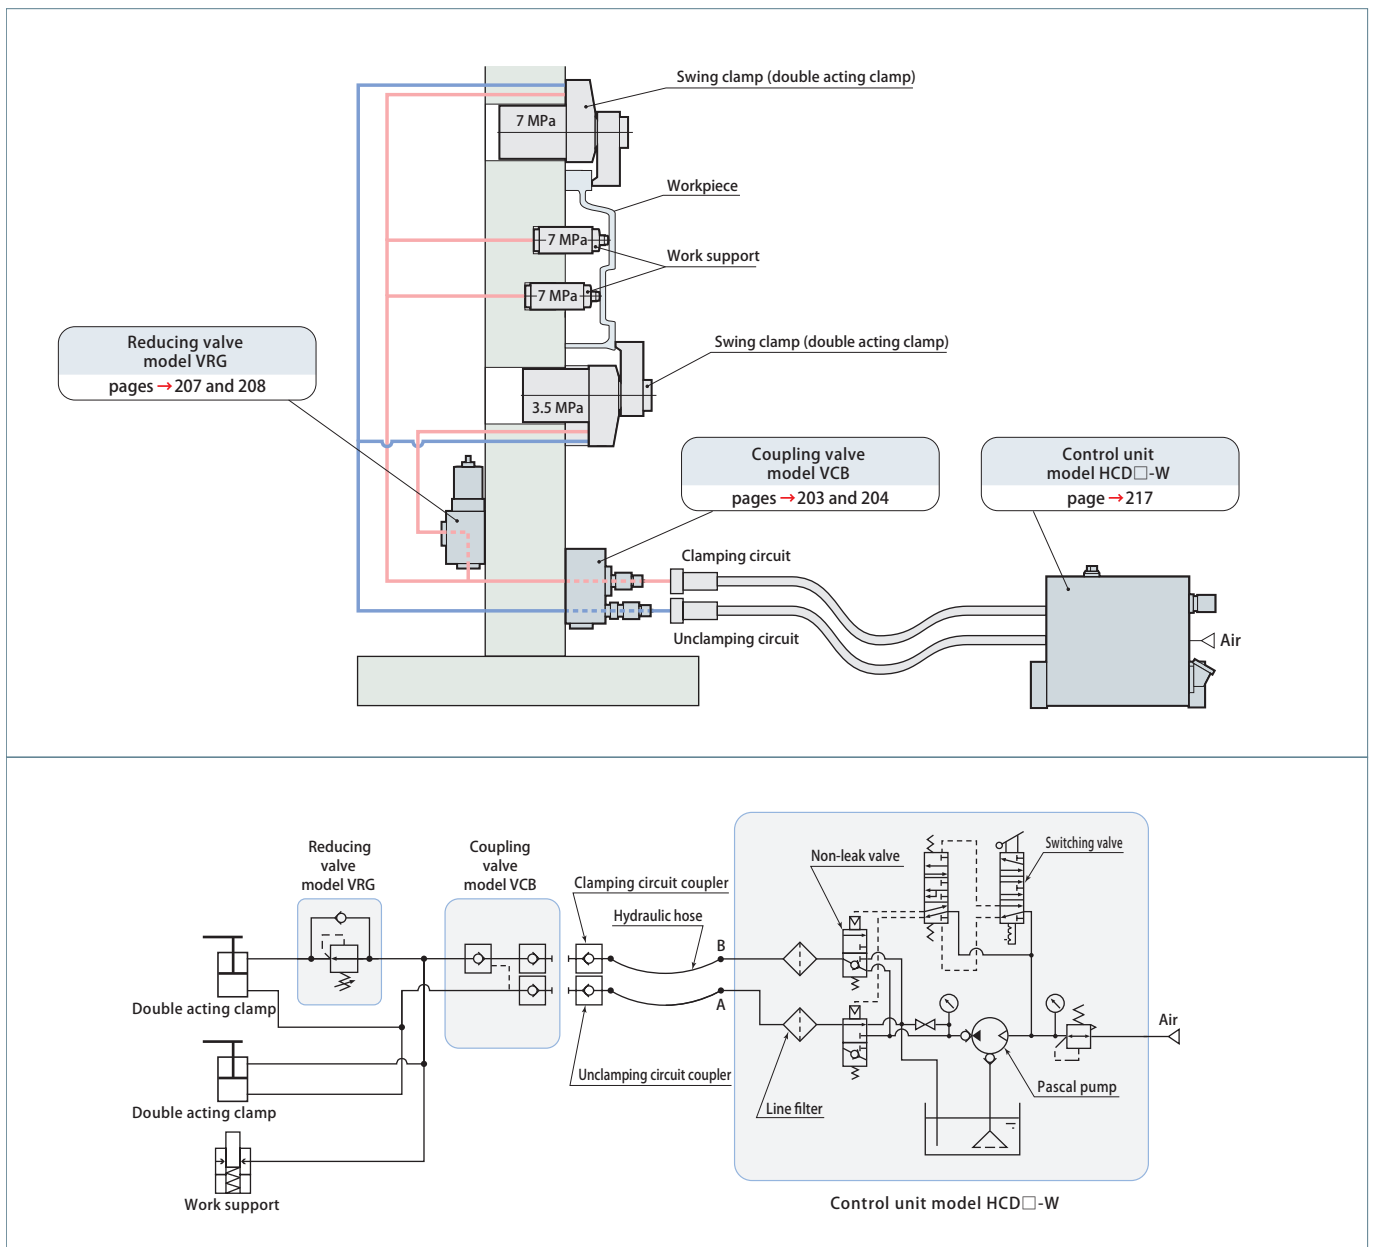 Swing clamp (double acting clamp)
7 MPa
Workpiece
7 MPa
Work support
7 MPa
Reducing valve
model VRG
pages →207 and 208
Swing clamp (double acting clamp)
3.5 MPa
Coupling valve
model VCB
pages →203 and 204
Control unit
model HCD□-W
page →217
Clamping circuit
Unclamping circuit
Air
Reducing
valve
model VRG
Coupling
valve
model VCB
Clamping circuit coupler
Hydraulic hose
Non-leak valve
Switching valve
B
A
Double acting clamp
Air
Unclamping circuit coupler
Pascal pump
Line filter
Double acting clamp
Work support
Control unit model HCD□-W